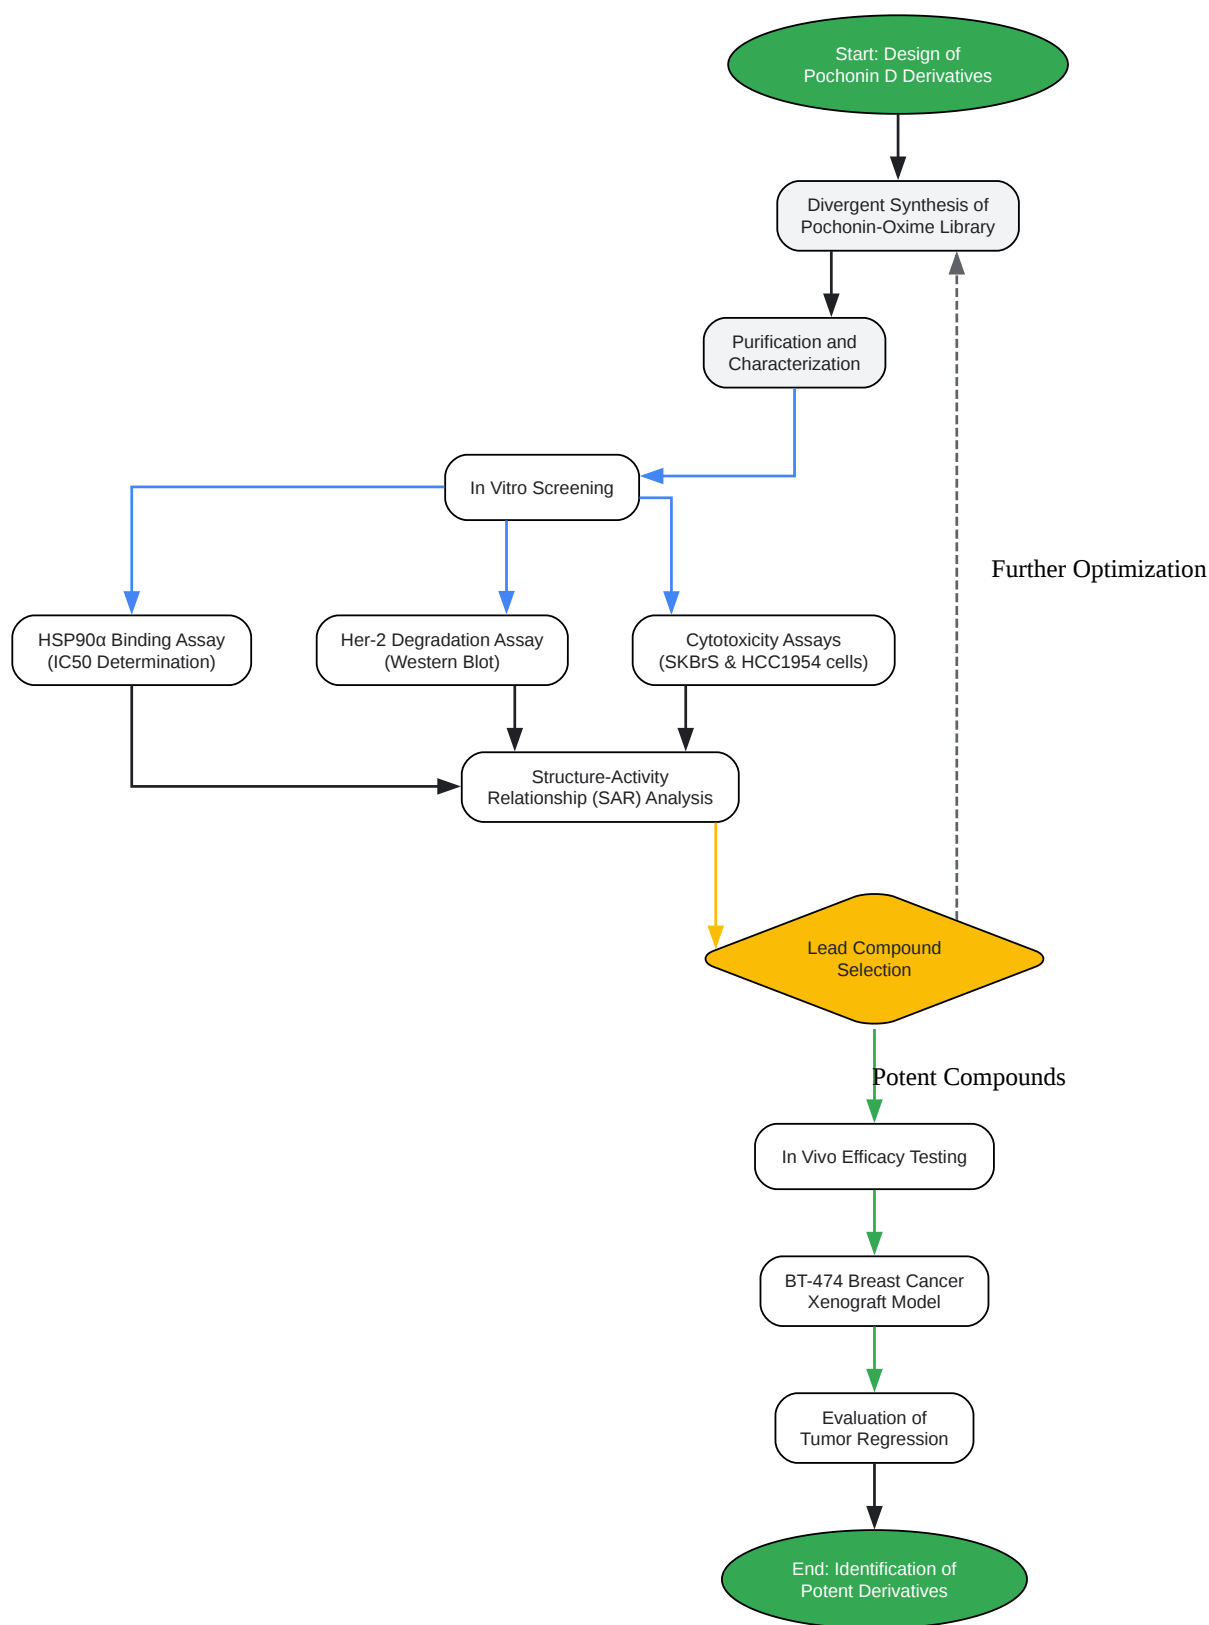 Start: Design of
Pochonin D Derivatives
Divergent Synthesis of
Pochonin-Oxime Library
Purification and
Characterization
In Vitro Screening
Further Optimization
HSP90α Binding Assay
(IC50 Determination)
Her-2 Degradation Assay
(Western Blot)
Cytotoxicity Assays
(SKBrS & HCC1954 cells)
Structure-Activity
Relationship (SAR) Analysis
Lead Compound
Selection
Potent Compounds
In Vivo Efficacy Testing
BT-474 Breast Cancer
Xenograft Model
Evaluation of
Tumor Regression
End: Identification of
Potent Derivatives